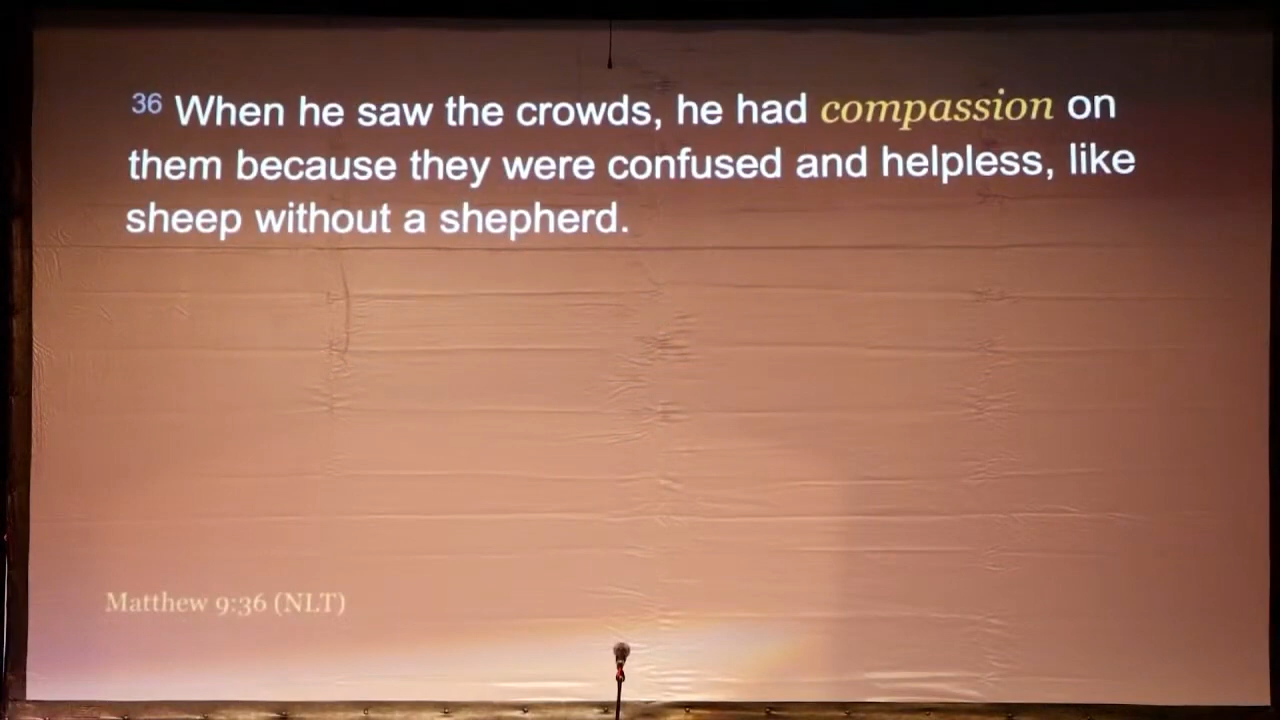 36 When he saw the crowds, he had compassion on
them because they were confused and helpless, like
sheep without a shepherd.
Matthew 9:36 (NLT)